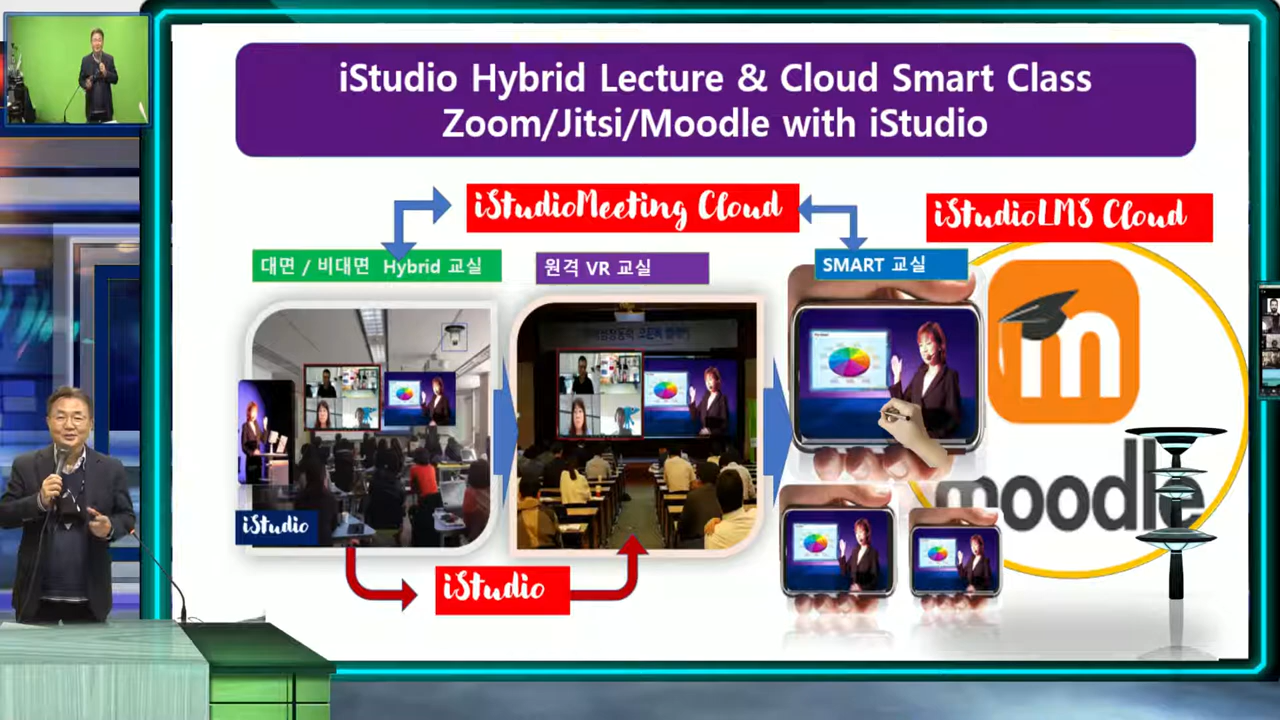 iStudio Hybrid Lecture & Cloud Smart Class
Zoom/Jitsi/Moodle with iStudio
iStudioMeeting Cloud
iStudioLMS Cloud
대면 / 비대면 Hybrid 교실
원격 VR 교실
SMART 교실
iStudio
iStudio
m
moodle